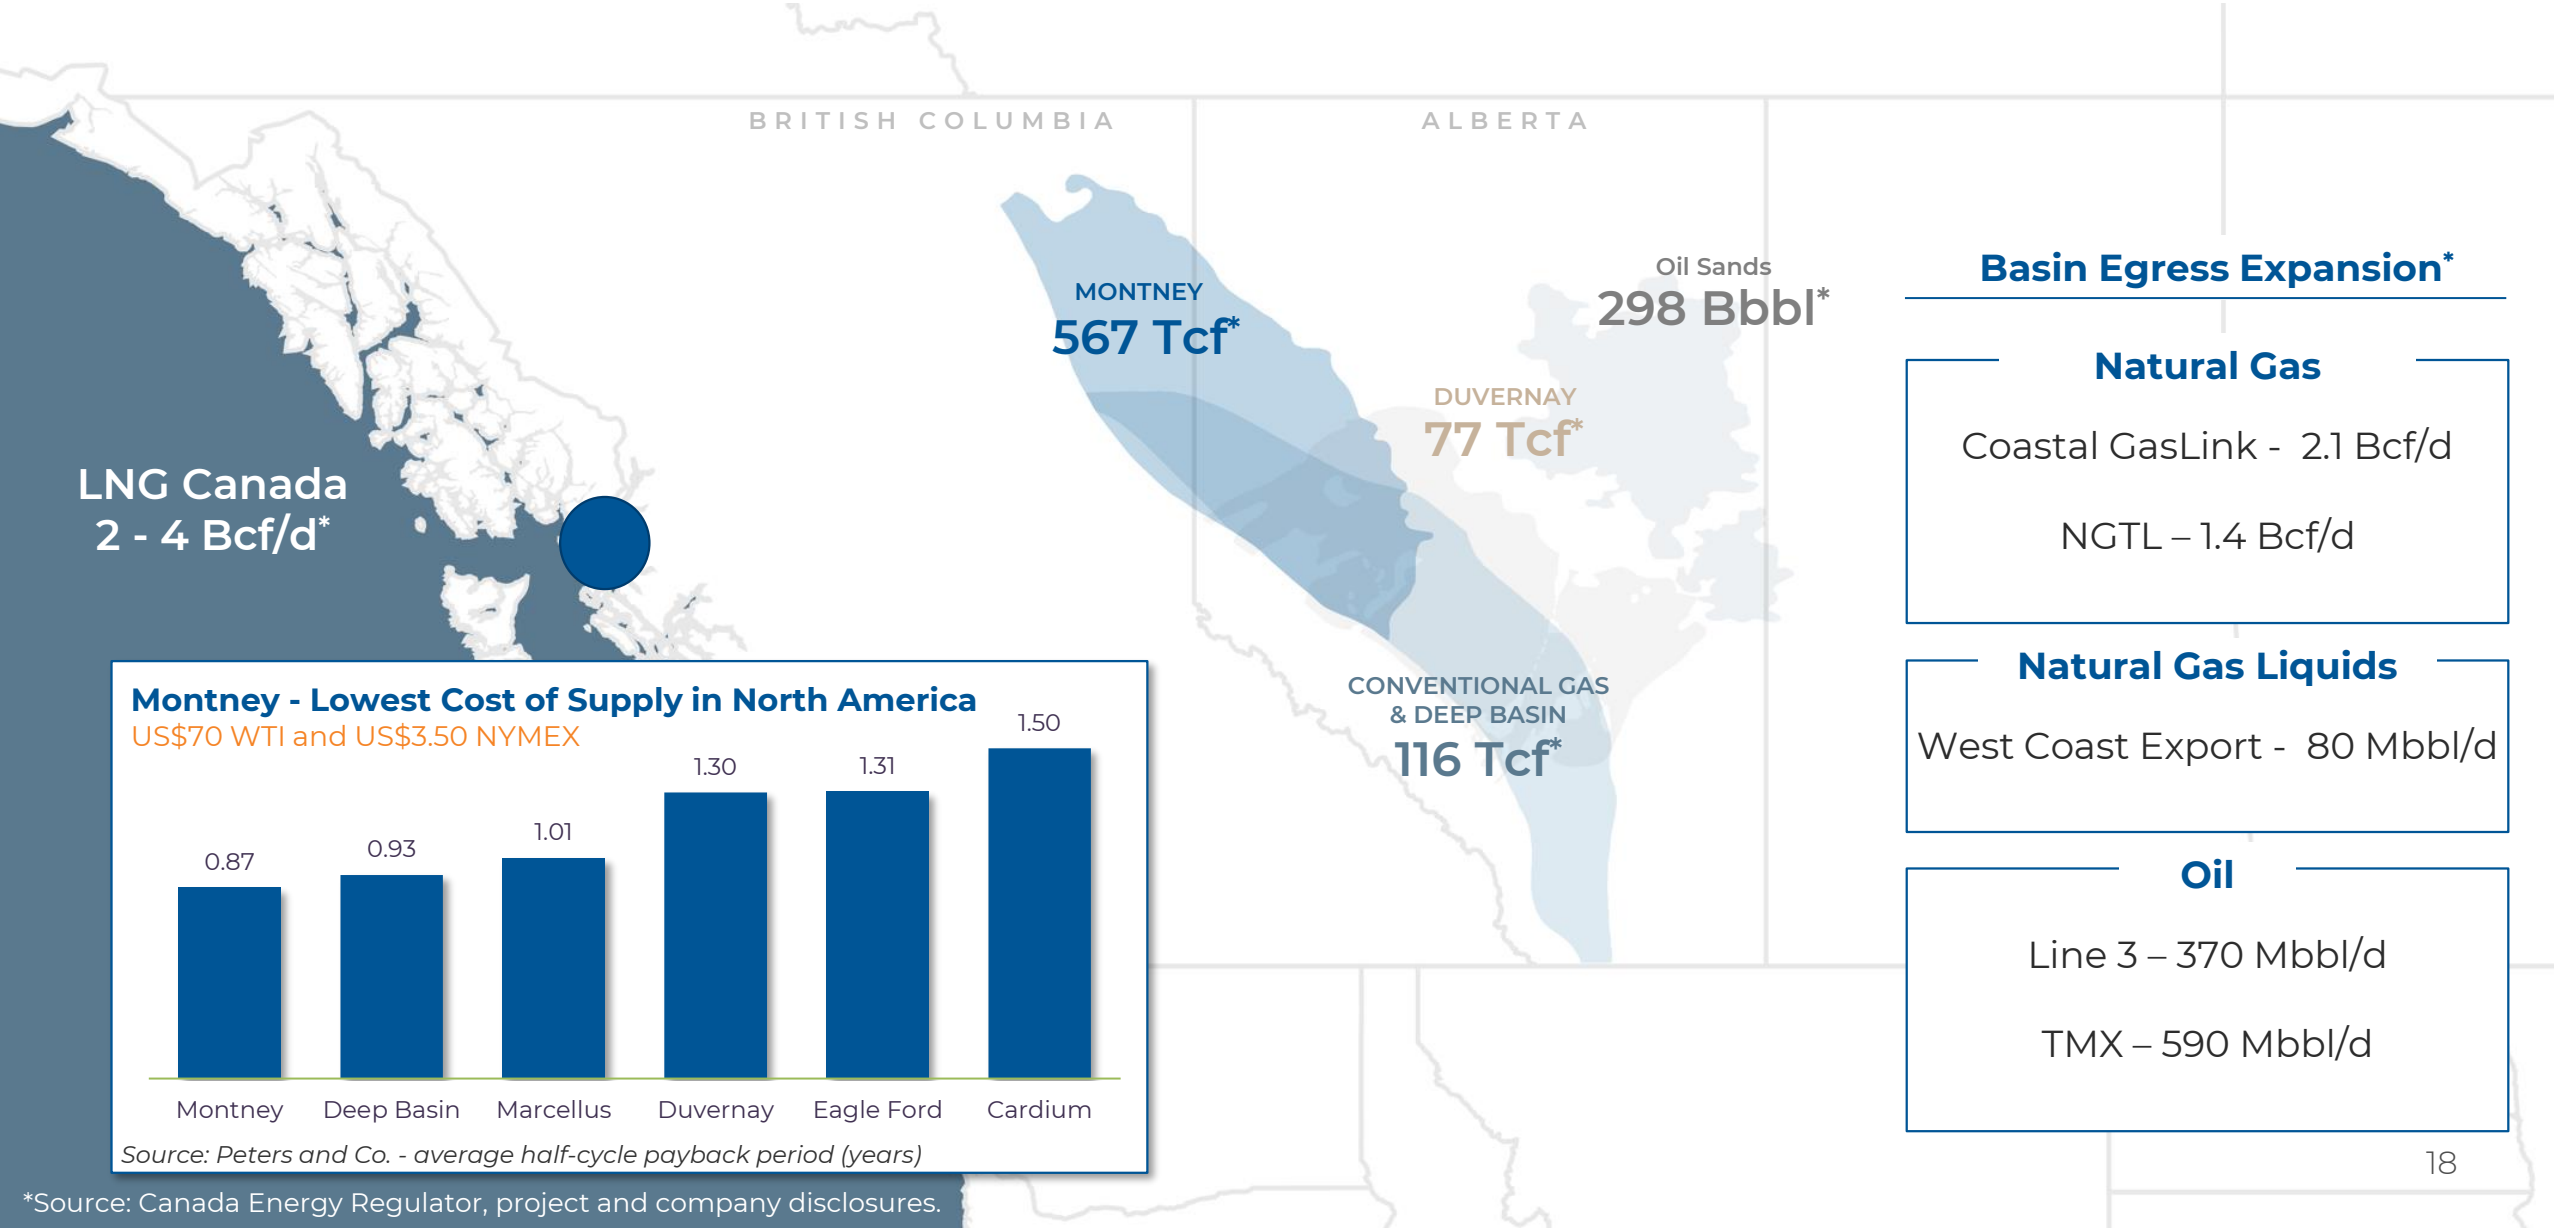 BRITISH COLUMBIA
ALBERTA
MONTNEY
567 Tcf*
Oil Sands
298 Bbbl*
DUVERNAY
77 Tcf*
CONVENTIONAL GAS
& DEEP BASIN
116 Tcf*
LNG Canada
2 - 4 Bcf/d*
Montney - Lowest Cost of Supply in North America
US$70 WTI and US$3.50 NYMEX
0.87
0.93
1.01
1.30
1.31
1.50
Montney
Deep Basin
Marcellus
Duvernay
Eagle Ford
Cardium
Source: Peters and Co. - average half-cycle payback period (years)
Basin Egress Expansion*
Natural Gas
Coastal GasLink - 2.1 Bcf/d
NGTL – 1.4 Bcf/d
Natural Gas Liquids
West Coast Export - 80 Mbbl/d
Oil
Line 3 – 370 Mbbl/d
TMX – 590 Mbbl/d
18
*Source: Canada Energy Regulator, project and company disclosures.